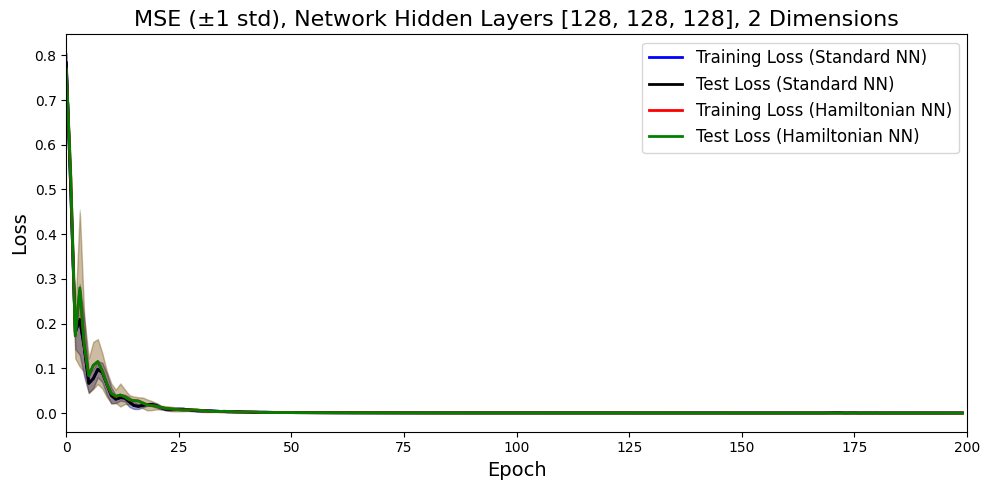 MSE (±1 std), Network Hidden Layers [128, 128, 128], 2 Dimensions
Loss
0.8
0.7
0.6
0.5
0.4
0.3
0.2
0.1
0.0
Training Loss (Standard NN)
Test Loss (Standard NN)
Training Loss (Hamiltonian NN)
Test Loss (Hamiltonian NN)
0 25 50 75 100 125 150 175 200
Epoch